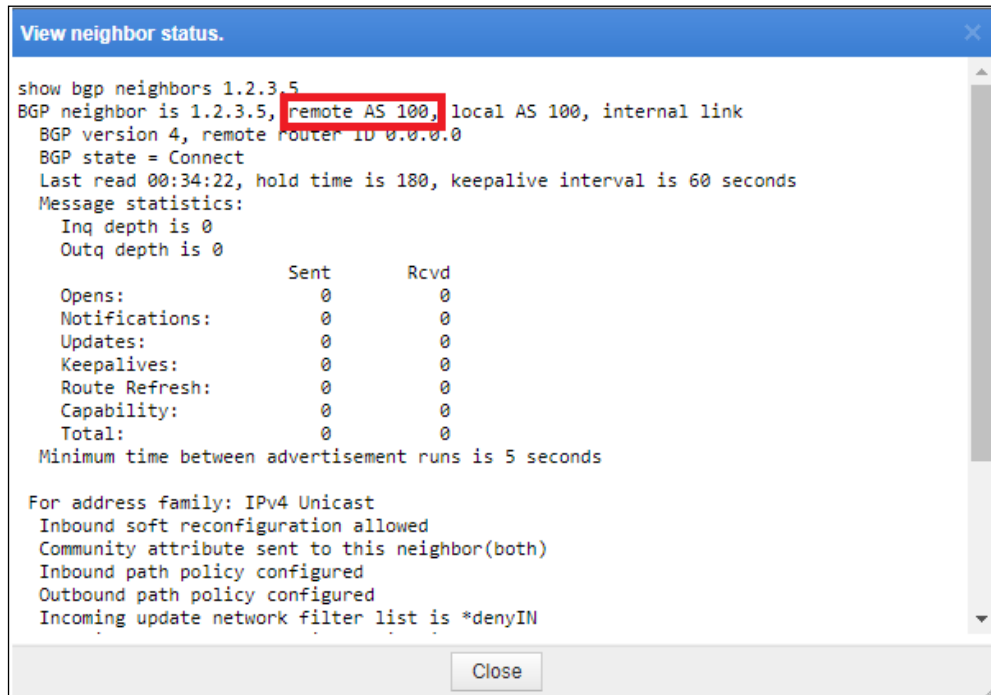 View neighbor status.
show bgp neighbors 1.2.3.5
BGP neighbor is 1.2.3.5, remote AS 100, local AS 100, internal link
BGP version 4, remote router ID 0.0.0.0
BGP state = Connect
Last read 00:34:22, hold time is 180, keepalive interval is 60 seconds
Message statistics:
Inq depth is 0
Outq depth is 0
Sent Rcvd
Opens: 0 0
Notifications: 0 0
Updates: 0 0
Keepalives: 0 0
Route Refresh: 0 0
Capability: 0 0
Total: 0 0
Minimum time between advertisement runs is 5 seconds
For address family: IPv4 Unicast
Inbound soft reconfiguration allowed
Community attribute sent to this neighbor(both)
Inbound path policy configured
Outbound path policy configured
Incoming update network filter list is *denyIN
Close